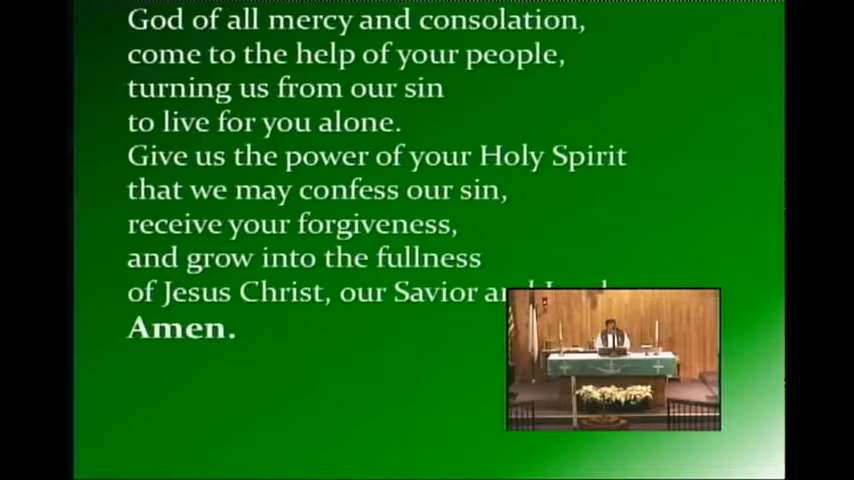 God of all mercy and consolation,
come to the help of your people,
turning us from our sin
to live for you alone.
Give us the power of your Holy Spirit
that we may confess our sin,
receive your forgiveness,
and grow into the fullness
of Jesus Christ, our Savior
Amen.